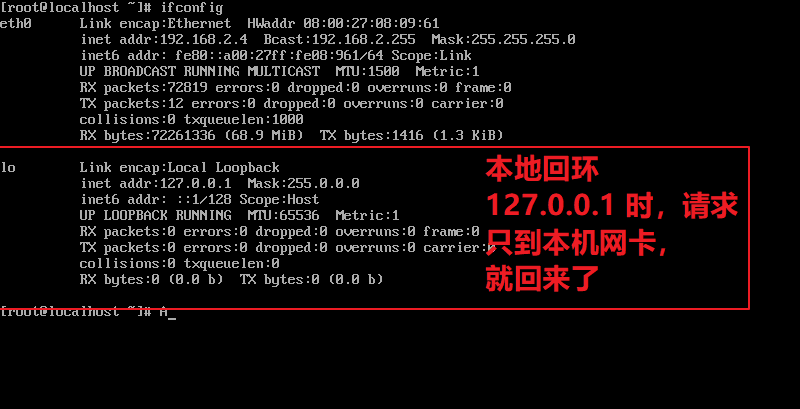 [root@localhost ~]# ifconfig
eth0 Link encap:Ethernet HWaddr 08:00:27:08:09:61
inet addr:192.168.2.4 Bcast:192.168.2.255 Mask:255.255.255.0
inet6 addr: fe80::a00:27ff:fe08:961/64 Scope:Link
UP BROADCAST RUNNING MULTICAST MTU:1500 Metric:1
RX packets:72819 errors:0 dropped:0 overruns:0 frame:0
TX packets:12 errors:0 dropped:0 overruns:0 carrier:0
collisions:0 txqueuelen:1000
RX bytes:72261336 (68.9 MiB) TX bytes:1416 (1.3 KiB)
lo Link encap:Local Loopback
inet addr:127.0.0.1 Mask:255.0.0.0
inet6 addr: ::1/128 Scope:Host
UP LOOPBACK RUNNING MTU:65536 Metric:1
RX packets:0 errors:0 dropped:0 overruns:0 frame:0
TX packets:0 errors:0 dropped:0 overruns:0 carrier:0
collisions:0 txqueuelen:0
RX bytes:0 (0.0 b) TX bytes:0 (0.0 b)
本地回环
127.0.0.1 时，请求
只到本机网卡，
就回来了
[root@localhost ~]# A_